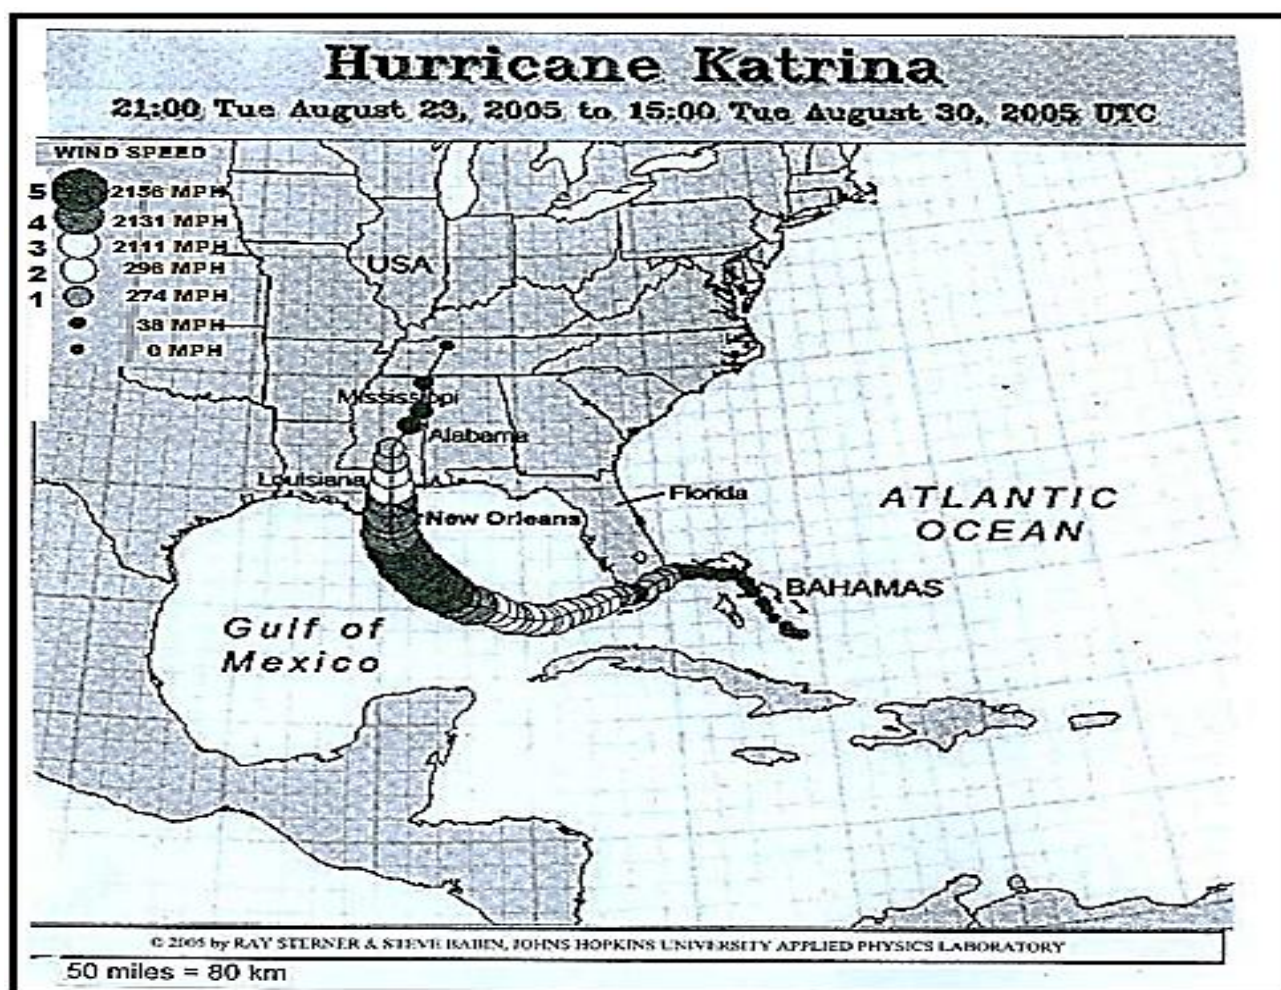 Hurricane Katrina
21:00 Tue August 23, 2005 to 15:00 Tue August 30, 2005 UTC
WIND SPEED
5 2156 MPH
4 2131 MPH
3 2111 MPH
2 296 MPH
1 274 MPH
38 MPH
0 MPH
USA
Mississippi
Alabama
Louisiana
Florida
New Orleans
ATLANTIC
OCEAN
BAHAMAS
Gulf of
Mexico
© 2005 by RAY STERNER & STEVE BABIN, JOHNS HOPKINS UNIVERSITY APPLIED PHYSICS LABORATORY
50 miles = 80 km